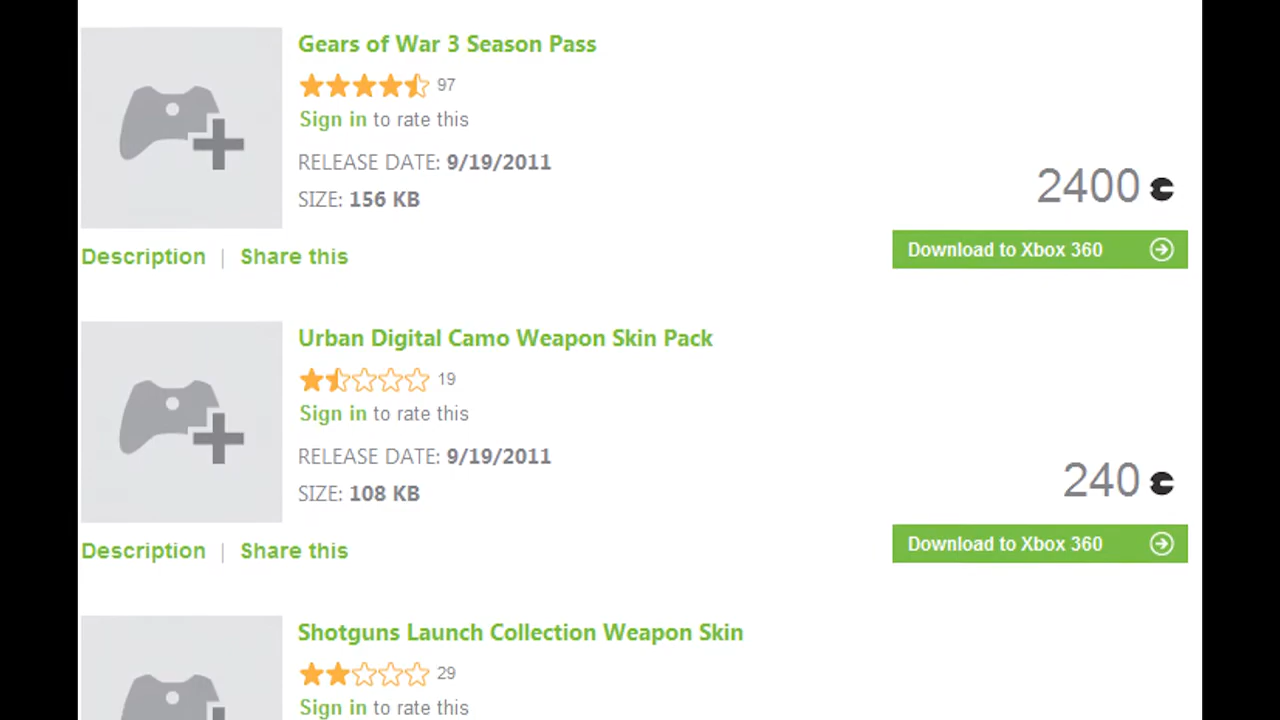 Gears of War 3 Season Pass
97
Sign in to rate this
RELEASE DATE: 9/19/2011
SIZE: 156 KB
2400
Download to Xbox 360
Description | Share this
Urban Digital Camo Weapon Skin Pack
19
Sign in to rate this
RELEASE DATE: 9/19/2011
SIZE: 108 KB
240
Download to Xbox 360
Description | Share this
Shotguns Launch Collection Weapon Skin
29
Sign in to rate this